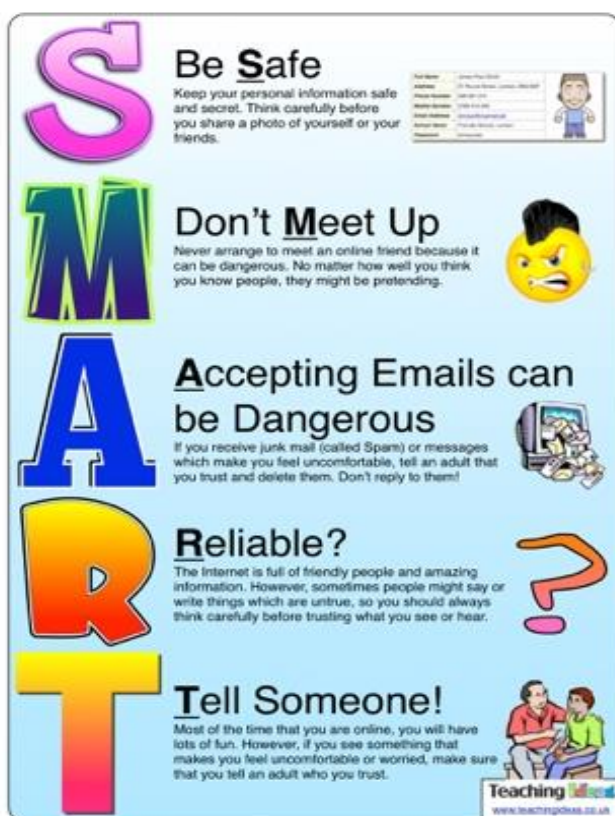 S
Be Safe
Keep your personal information safe
and secret. Think carefully before
you share a photo of yourself or your
friends.
M
Don't Meet Up
Never arrange to meet an online friend because it
can be dangerous. No matter how well you think
you know people, they might be pretending.
A
Accepting Emails can
be Dangerous
If you receive junk mail (called Spam) or messages
which make you feel uncomfortable, tell an adult that
you trust and delete them. Don't reply to them!
R
Reliable?
The Internet is full of friendly people and amazing
information. However, sometimes people might say or
write things which are untrue, so you should always
think carefully before trusting what you see or hear.
?
T
Tell Someone!
Most of the time that you are online, you will have
lots of fun. However, if you see something that
makes you feel uncomfortable or worried, make sure
that you tell an adult who you trust.
Teaching Ideas
www.teachingideas.co.uk